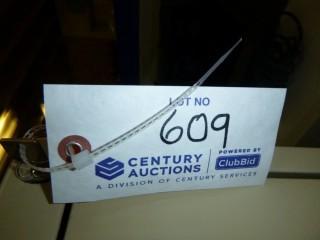 LOT NO
609
CENTURY AUCTIONS
POWERED BY
ClubBid
A DIVISION OF CENTURY SERVICES